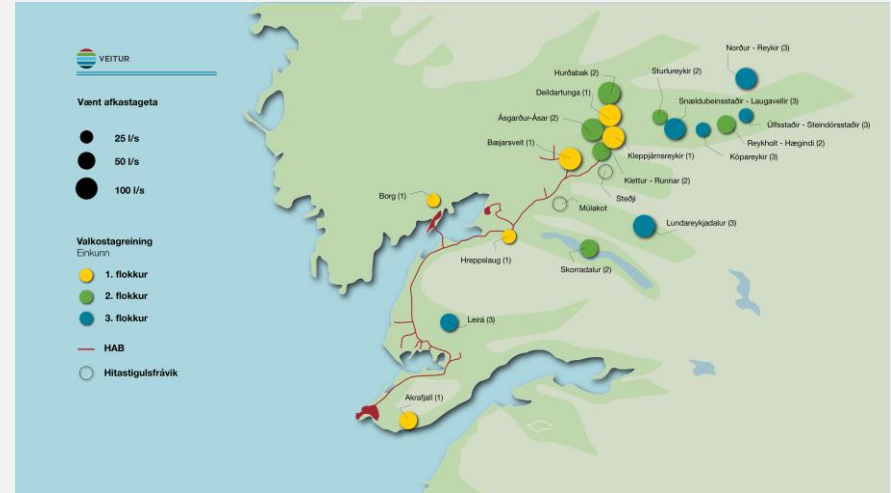 VEITUR
Vænt afkastageta
25 l/s
50 l/s
100 l/s
Valkostagreining
Einkunn
1. flokkur
2. flokkur
3. flokkur
HAB
Hitastigulsfrávik
Norður - Reykir (3)
Hurðabak (2)
Sturlureykir (2)
Deildartunga (1)
Snældubeinsstaðir - Laugavellir (3)
Ásgarður-Ásar (2)
Úlfsstaðir - Steindórsstaðir (3)
Reykholt - Hægindi (2)
Bæjarsveit (1)
Kleppjárnsreykir (1)
Kópareykir (3)
Klettur - Runnar (2)
Borg (1)
Steðji
Múlakot
Lundareykjadalur (3)
Hreppslaug (1)
Skorradalur (2)
Leirá (3)
Akrafjall (1)